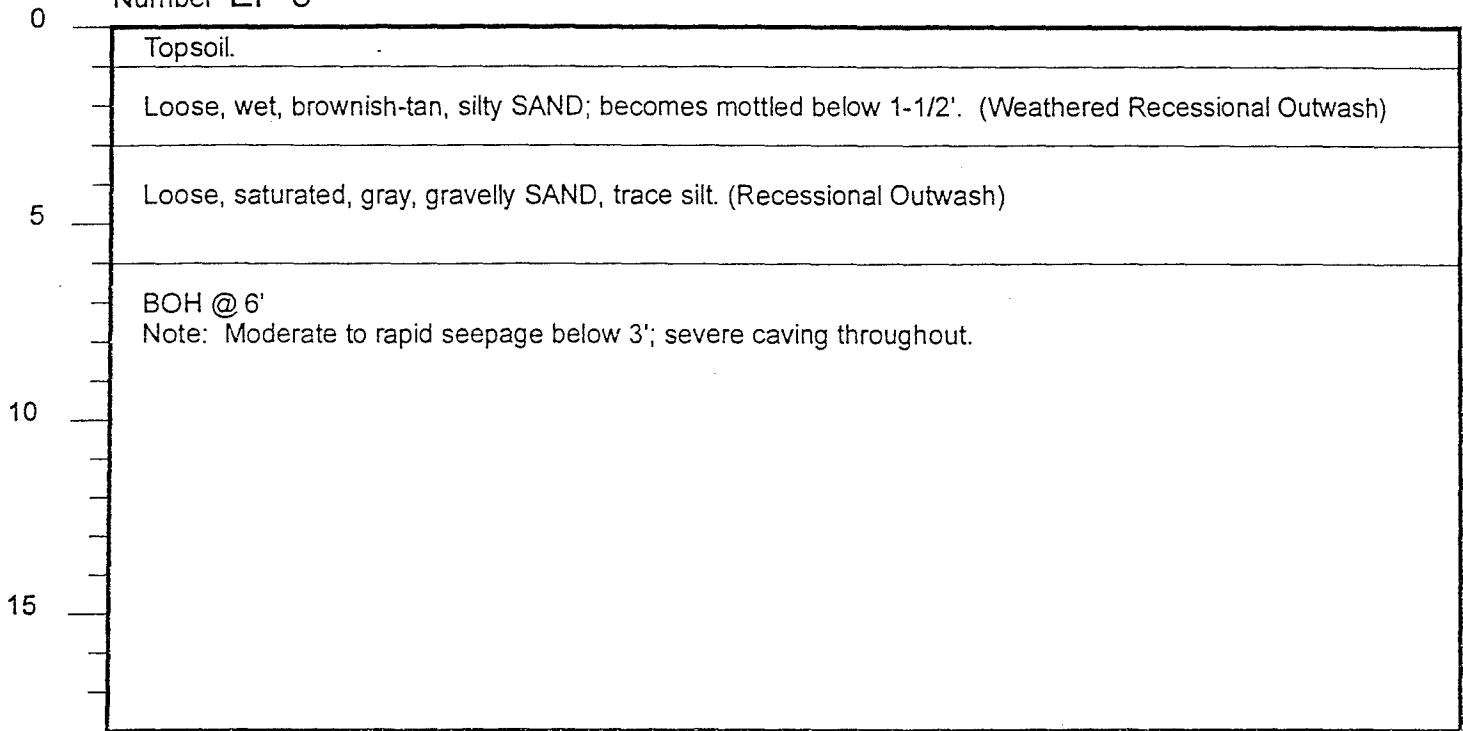 Number
0
Topsoil.
Loose, wet, brownish-tan, silty SAND; becomes mottled below 1-1/2'. (Weathered Recessional Outwash)
Loose, saturated, gray, gravelly SAND, trace silt. (Recessional Outwash)
5
BOH @ 6'
Note: Moderate to rapid seepage below 3'; severe caving throughout.
10
15